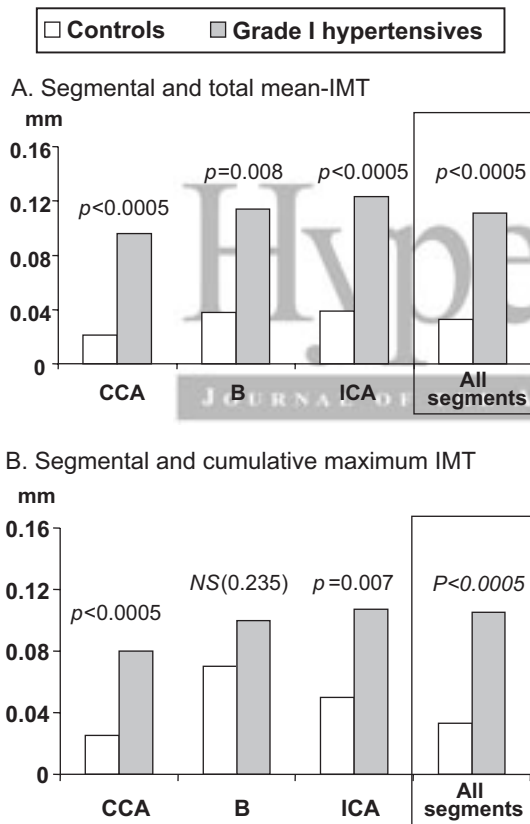 Controls Grade I hypertensives
A. Segmental and total mean-IMT
mm
0.16
0.12
0.08
0.04
0
p<0.0005
p=0.008
p<0.0005
p<0.0005
CCA
B
ICA
All
segments
Hype
JOURNAL OF
B. Segmental and cumulative maximum IMT
mm
0.16
0.12
0.08
0.04
0
p<0.0005
NS(0.235)
p=0.007
P<0.0005
CCA
B
ICA
All
segments